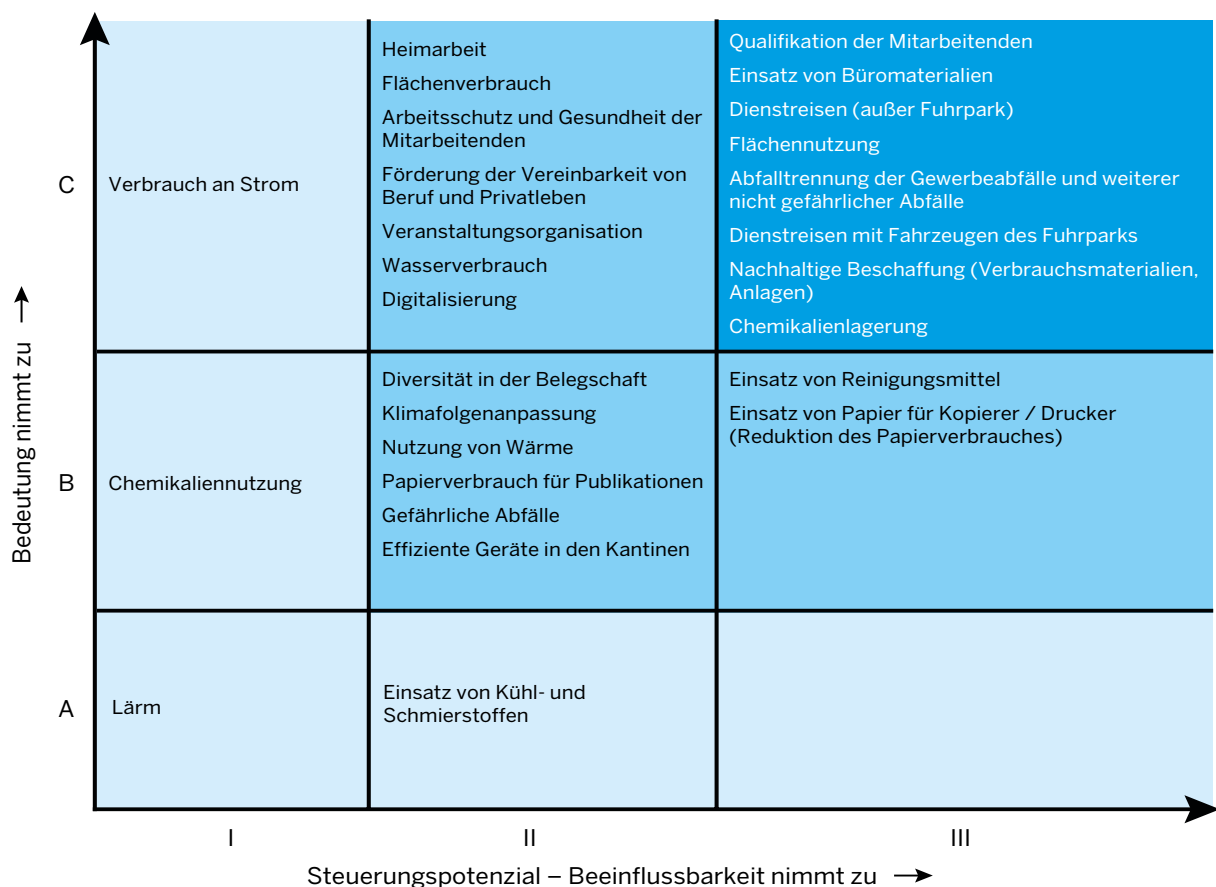 Bedeutung nimmt zu →
C
Verbrauch an Strom
Heimarbeit
Flächenverbrauch
Arbeitsschutz und Gesundheit der
Mitarbeitenden
Förderung der Vereinbarkeit von
Beruf und Privatleben
Veranstaltungsorganisation
Wasserverbrauch
Digitalisierung
Qualifikation der Mitarbeitenden
Einsatz von Büromaterialien
Dienstreisen (außer Fuhrpark)
Flächennutzung
Abfalltrennung der Gewerbeabfälle und weiterer
nicht gefährlicher Abfälle
Dienstreisen mit Fahrzeugen des Fuhrparks
Nachhaltige Beschaffung (Verbrauchsmaterialien,
Anlagen)
Chemikalienlagerung
B
Chemikaliennutzung
Diversität in der Belegschaft
Klimafolgenanpassung
Nutzung von Wärme
Papierverbrauch für Publikationen
Gefährliche Abfälle
Effiziente Geräte in den Kantinen
Einsatz von Reinigungsmittel
Einsatz von Papier für Kopierer / Drucker
(Reduktion des Papierverbrauches)
A
Lärm
Einsatz von Kühl- und
Schmierstoffen
I
II
III
Steuerungspotenzial – Beeinflussbarkeit nimmt zu →